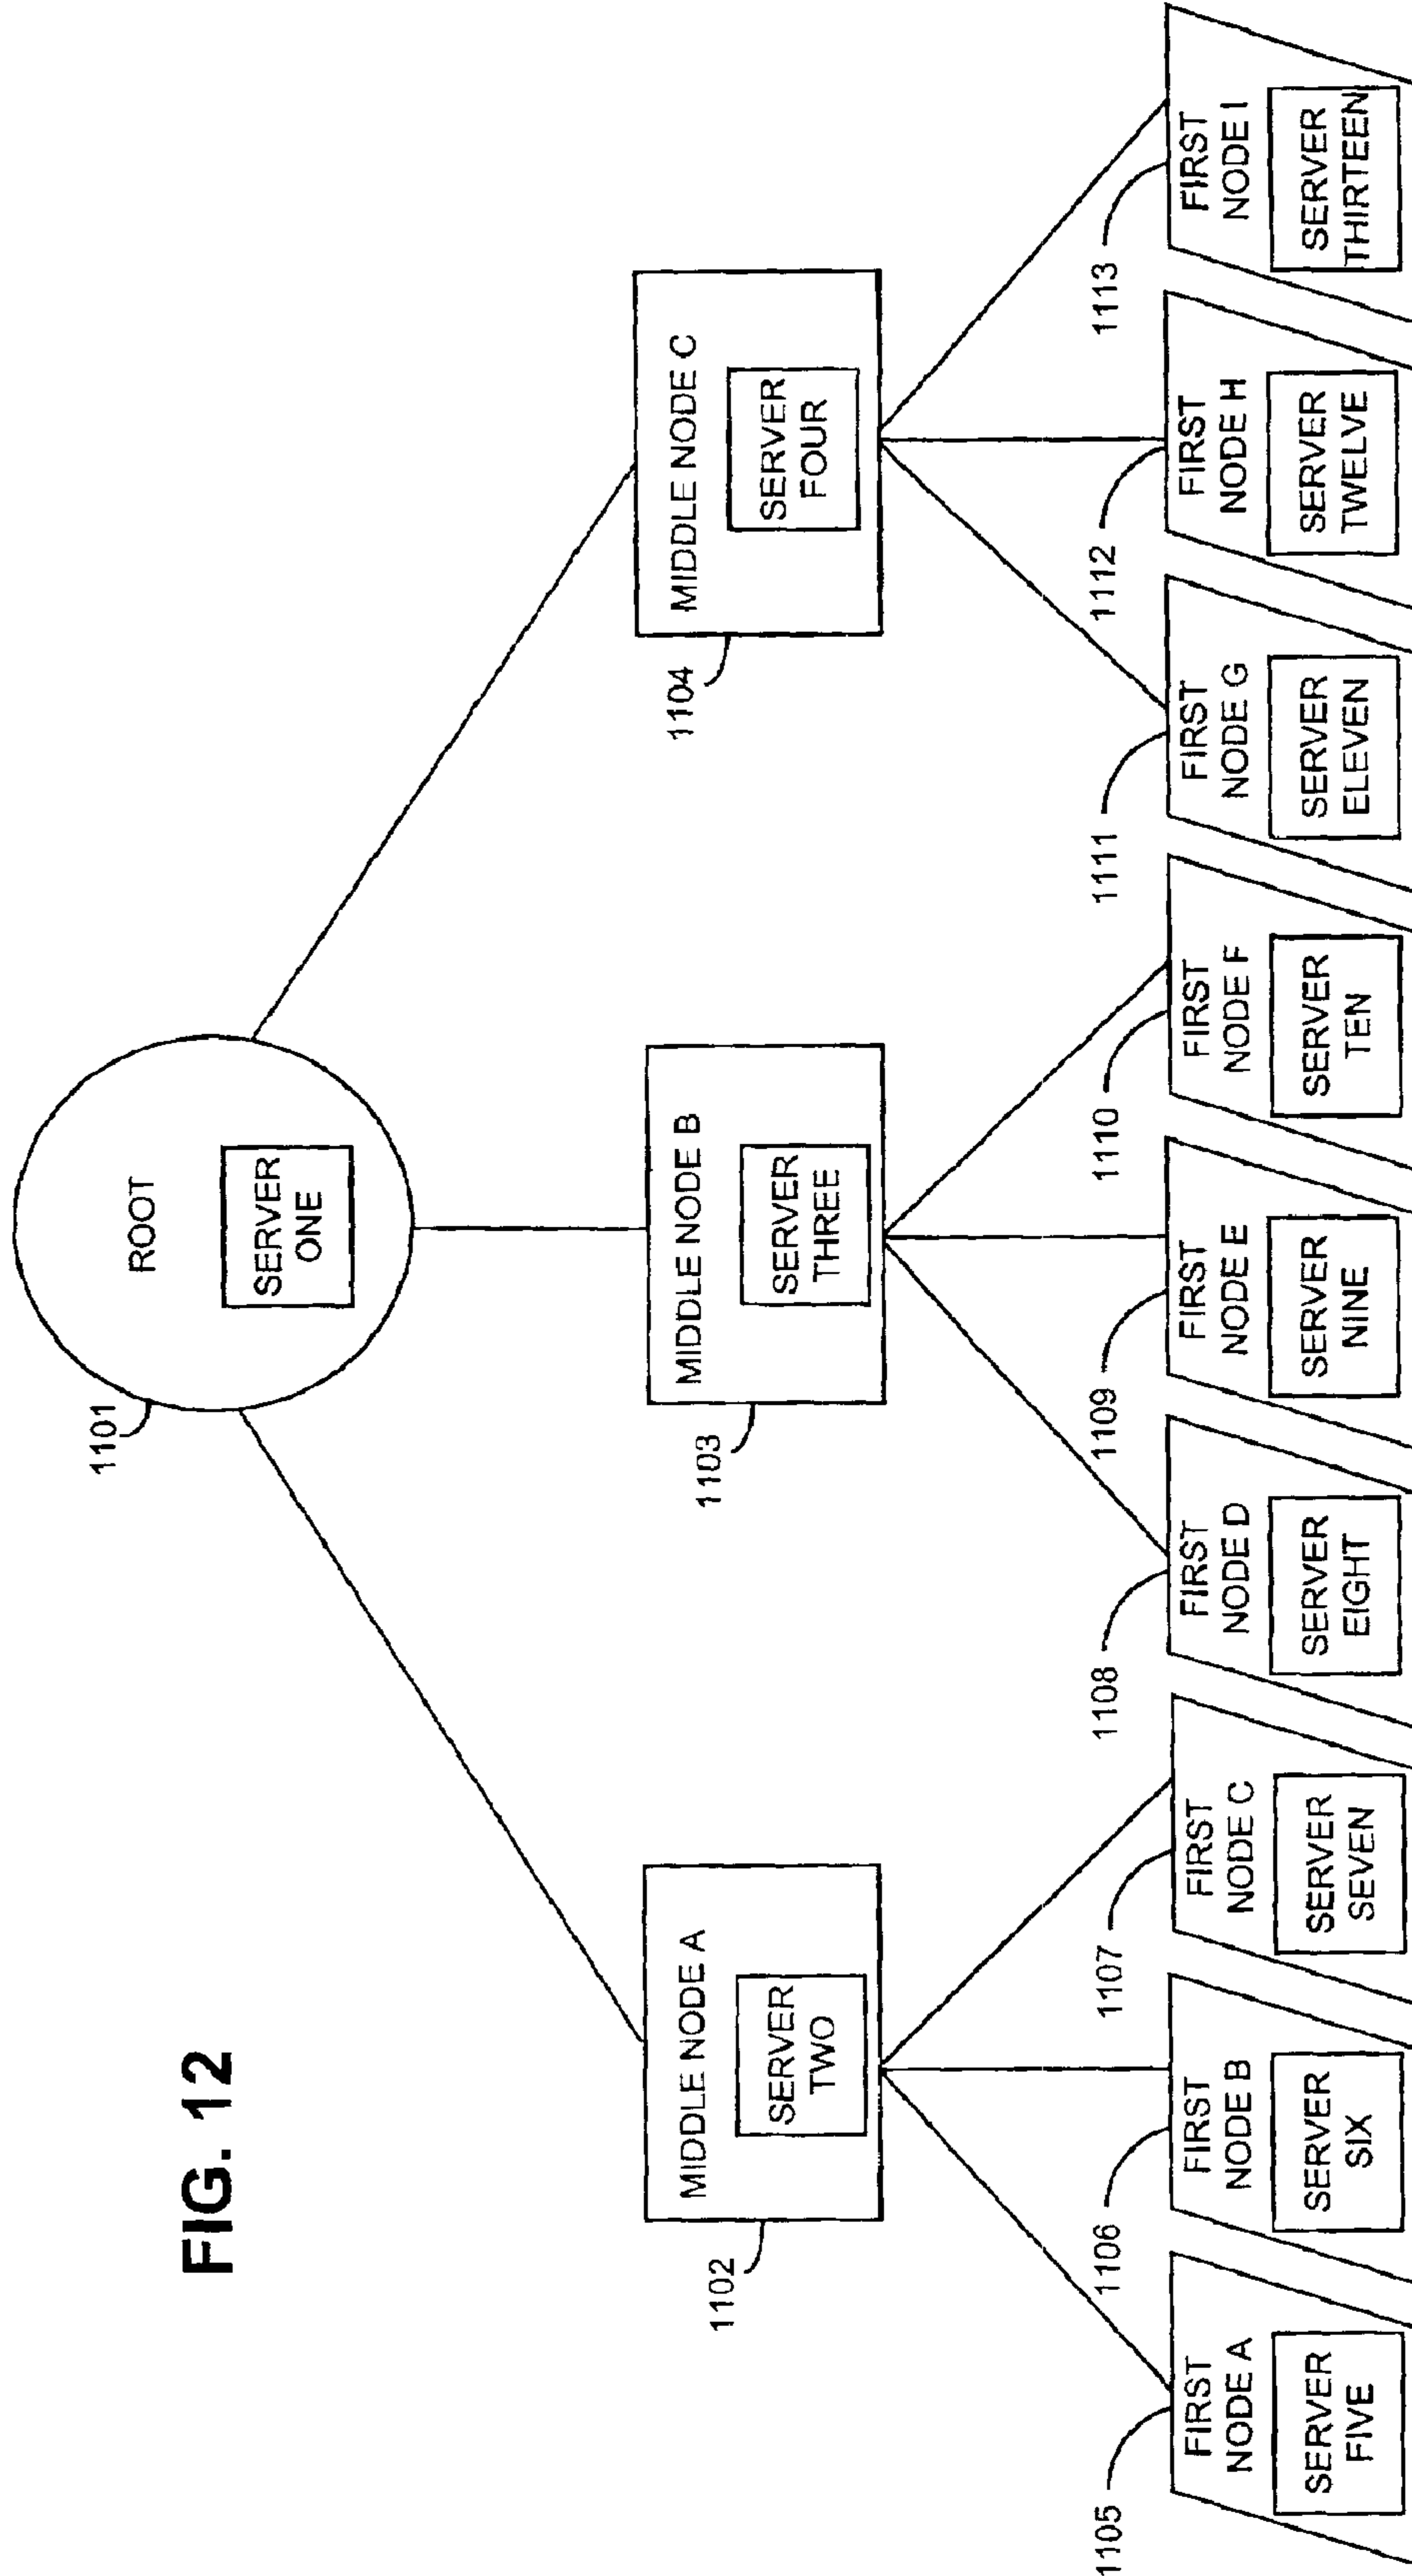 FIG. 12
1101
ROOT
SERVER
ONE
1102
MIDDLE NODE A
SERVER
TWO
1103
MIDDLE NODE B
SERVER
THREE
1104
MIDDLE NODE C
SERVER
FOUR
1105
FIRST
NODE A
SERVER
FIVE
1106
FIRST
NODE B
SERVER
SIX
1107
FIRST
NODE C
SERVER
SEVEN
1108
FIRST
NODE D
SERVER
EIGHT
1109
FIRST
NODE E
SERVER
NINE
1110
FIRST
NODE F
SERVER
TEN
1111
FIRST
NODE G
SERVER
ELEVEN
1112
FIRST
NODE H
SERVER
TWELVE
1113
FIRST
NODE I
SERVER
THIRTEEN